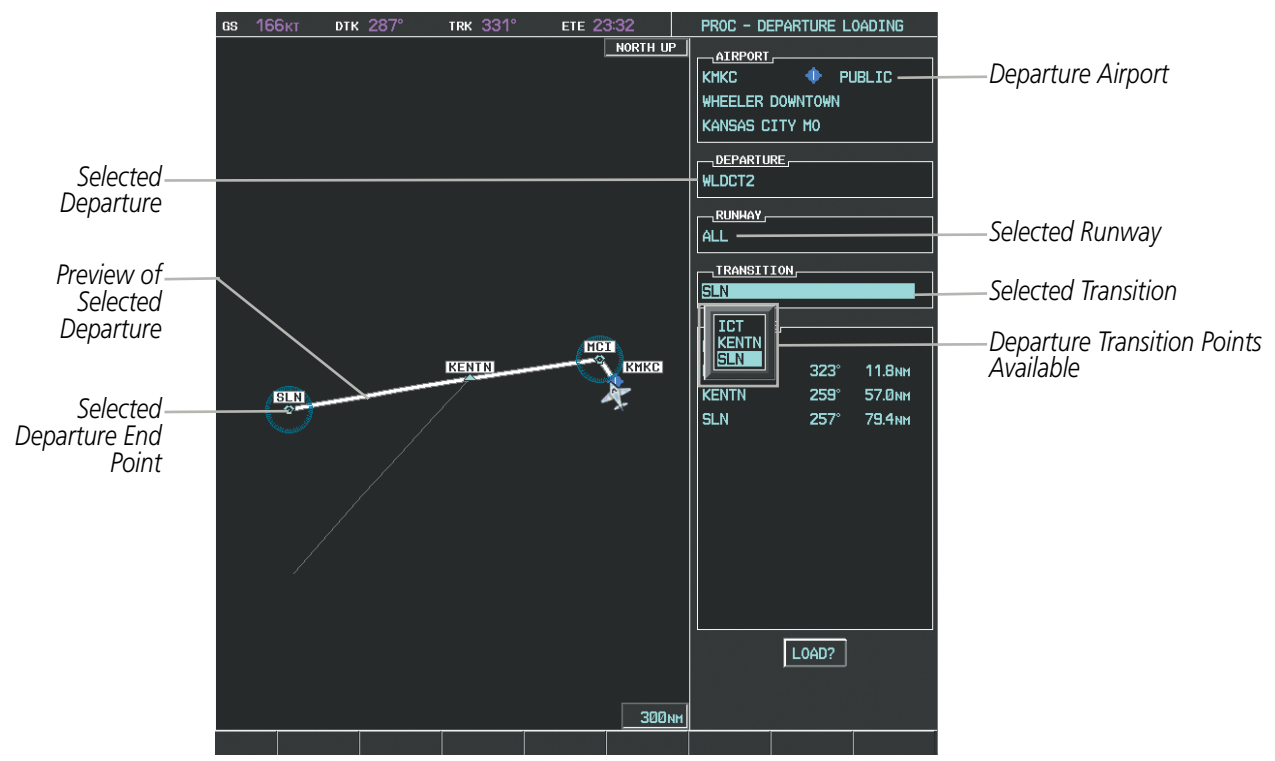 GS 166KT DTK 287° TRK 331° ETE 23:32
PROC - DEPARTURE LOADING
NORTH UP
AIRPORT
KMKC PUBLIC
WHEELER DOWNTOWN
KANSAS CITY MO
Departure Airport
DEPARTURE
WLDCT2
Selected
Departure
RUNWAY
ALL
Selected Runway
TRANSITION
SLN
Selected Transition
Preview of
Selected
Departure
ICT
KENTN
SLN
Departure Transition Points
Available
323° 11.8NM
KENTN 259° 57.0NM
SLN 257° 79.4NM
MCI
KENTN
KMKC
SLN
Selected
Departure End
Point
LOAD?
300NM